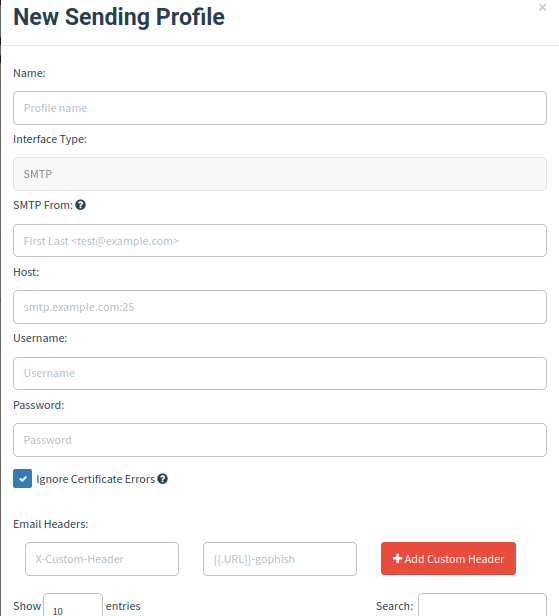 New Sending Profile
×
Name:
Profile name
Interface Type:
SMTP
SMTP From: ?
First Last <test@example.com>
Host:
smtp.example.com:25
Username:
Username
Password:
Password
Ignore Certificate Errors ?
Email Headers:
X-Custom-Header {{.URL}}-gophish + Add Custom Header
Show 10 entries Search: